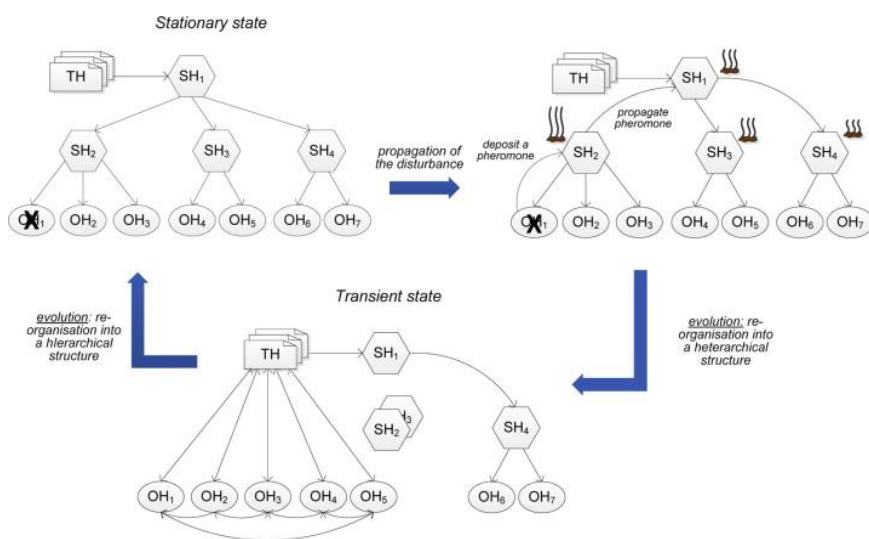 Stationary state
TH
SH1
SH2
SH3
SH4
OH2
OH3
OH4
OH5
OH6
OH7
propagation of
the disturbance
TH
SH1
propagate
pheromone
deposit a
pheromone
SH2
SH3
SH4
OH2
OH3
OH4
OH5
OH6
OH7
evolution: re-
organisation into
a hierarchical
structure
Transient state
TH
SH1
SH2
SH4
OH1
OH2
OH3
OH4
OH5
OH6
OH7
evolution: re-
organisation into
a heterarchical
structure